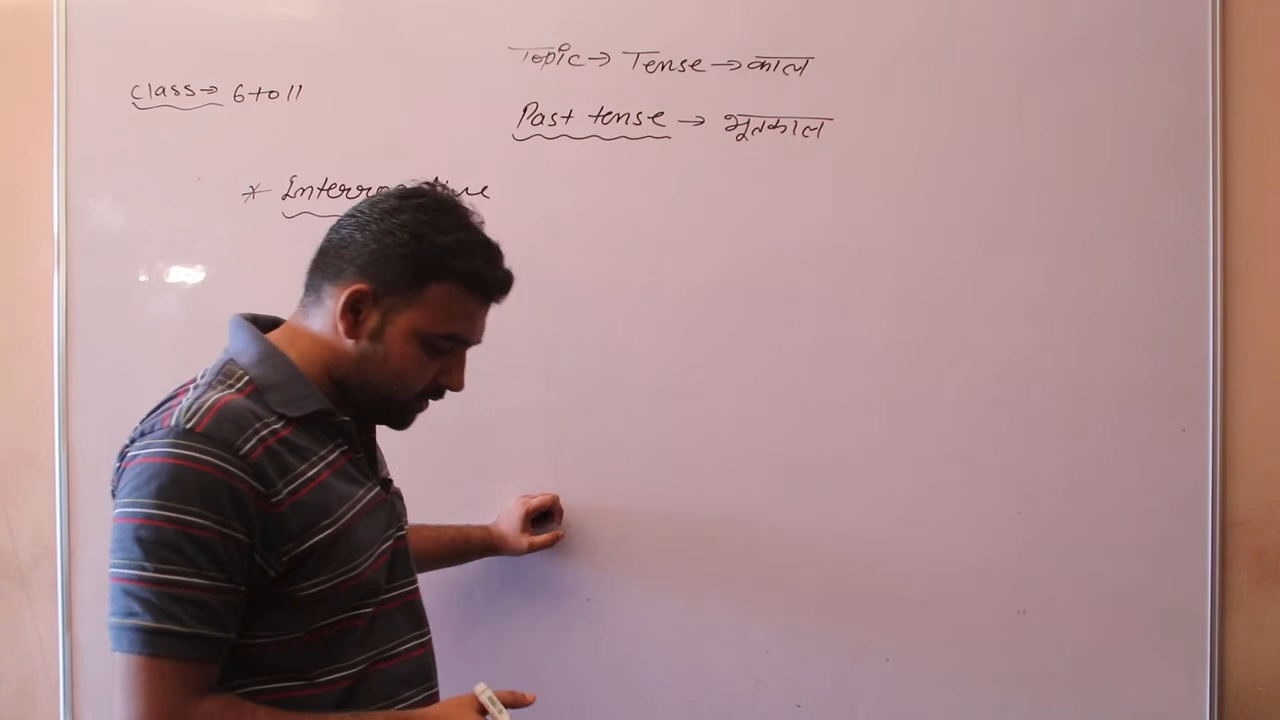 Topic → Tense → काल
Class → 6 to 11
Past tense → भूतकाल
*